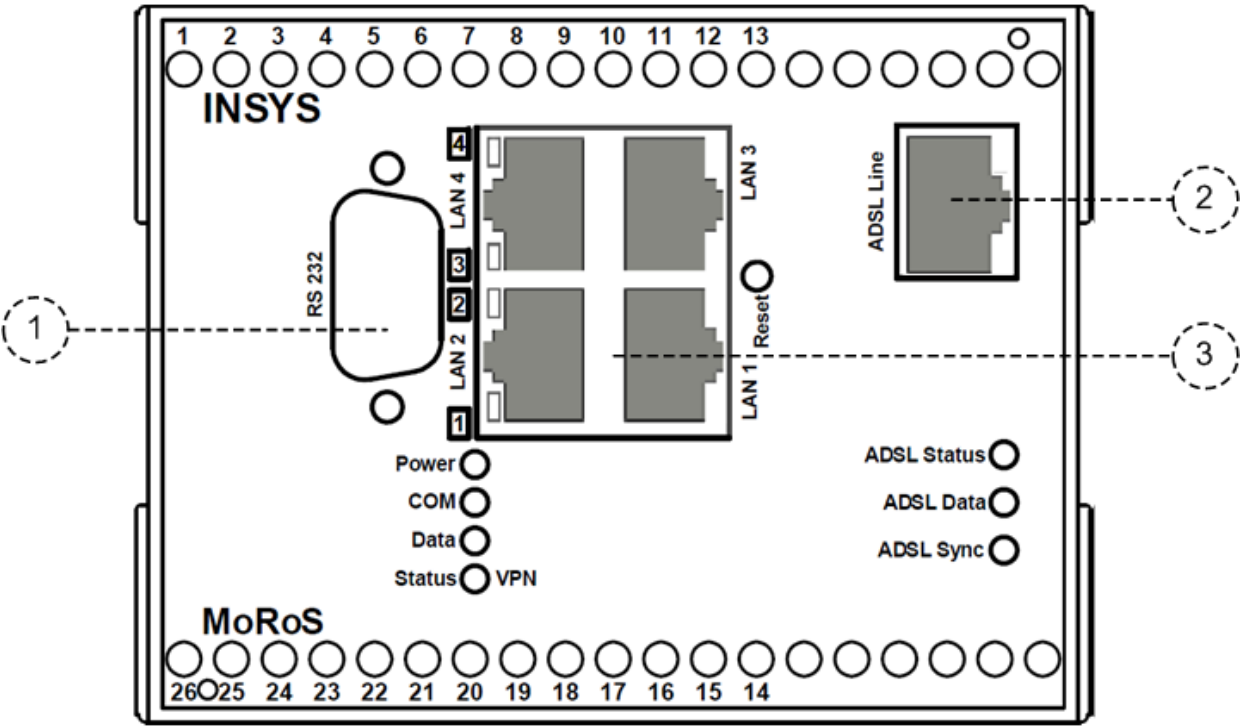 1 2 3 4 5 6 7 8 9 10 11 12 13
INSYS
4
LAN 4
3
2
LAN 2
1
RS 232
LAN 3
Reset
LAN 1
ADSL Line
1
2
3
Power
COM
Data
Status VPN
ADSL Status
ADSL Data
ADSL Sync
MoRoS
26 25 24 23 22 21 20 19 18 17 16 15 14